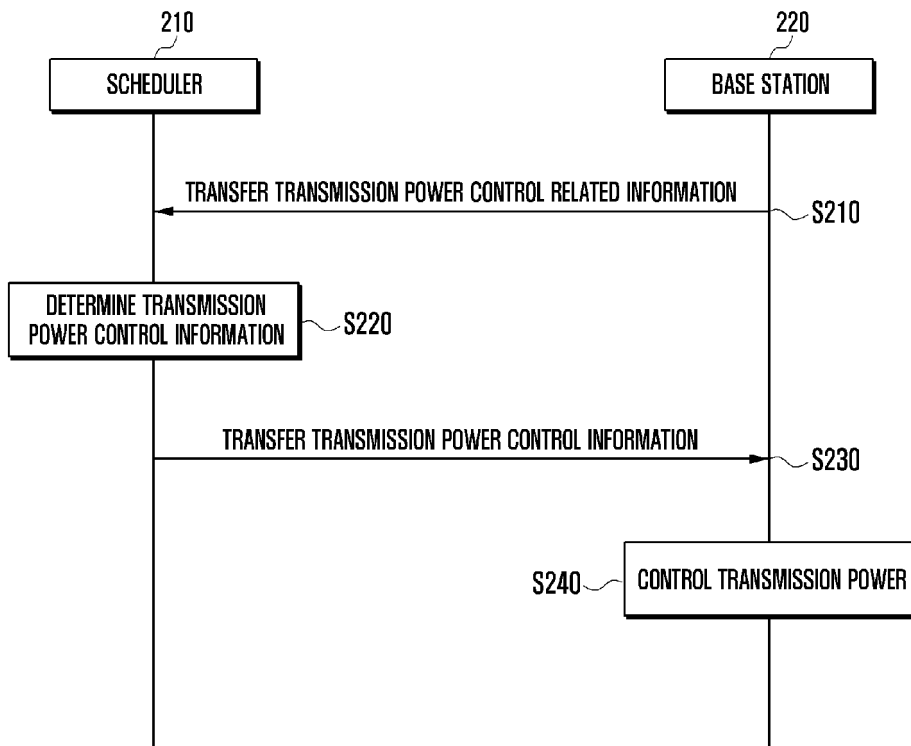 210
220
SCHEDULER
BASE STATION
TRANSFER TRANSMISSION POWER CONTROL RELATED INFORMATION
S210
DETERMINE TRANSMISSION
POWER CONTROL INFORMATION
S220
TRANSFER TRANSMISSION POWER CONTROL INFORMATION
S230
S240
CONTROL TRANSMISSION POWER